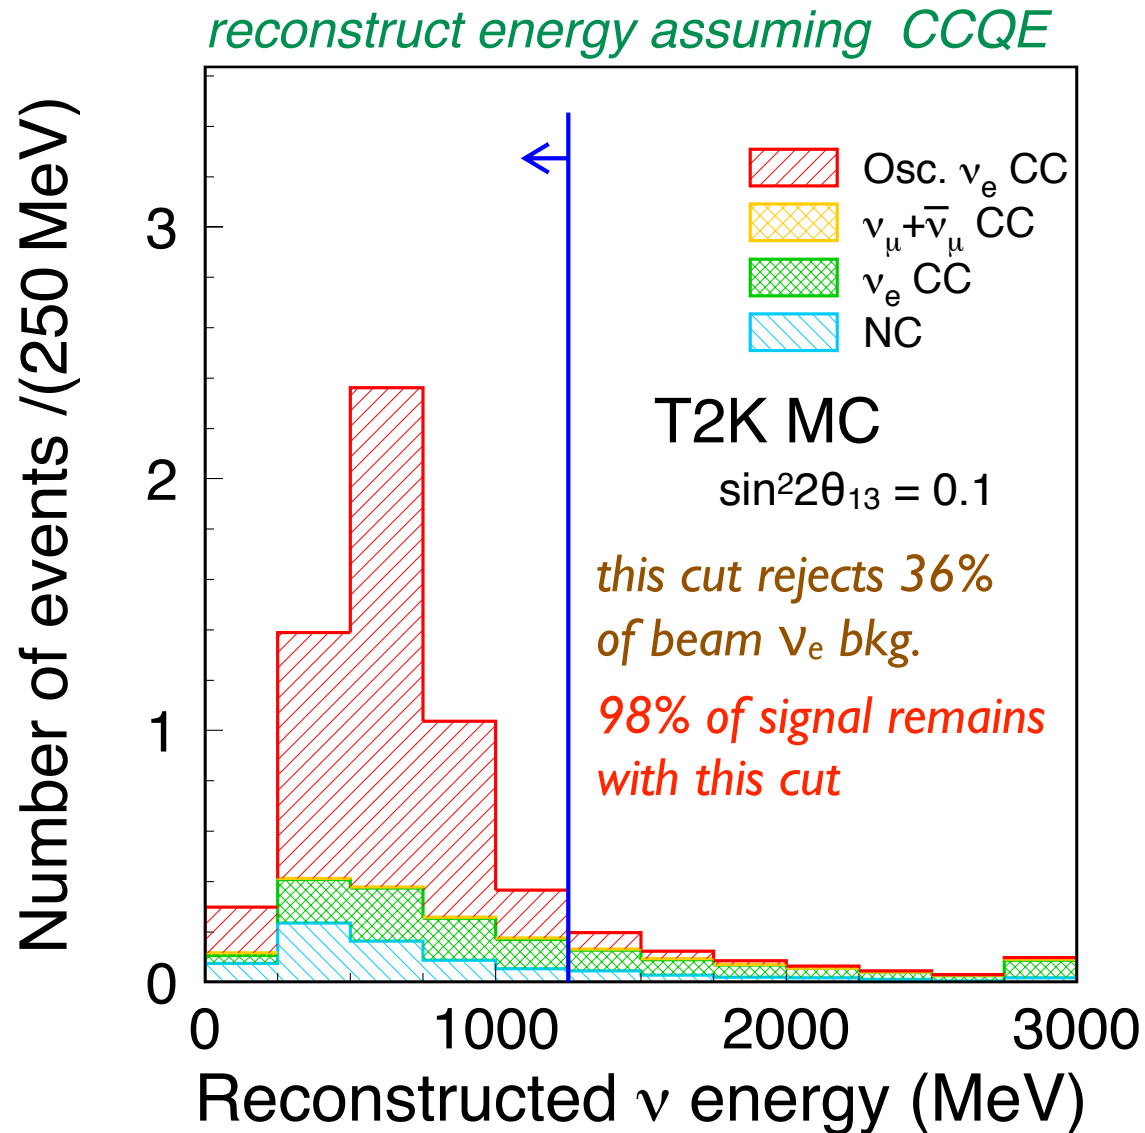 reconstruct energy assuming CCQE
Number of events /(250 MeV)
3
2
1
0
Osc. νe CC
νμ+ν̅μ CC
νe CC
NC
T2K MC
sin²2θ₁₃ = 0.1
this cut rejects 36%
of beam νe bkg.
98% of signal remains
with this cut
0 1000 2000 3000
Reconstructed ν energy (MeV)